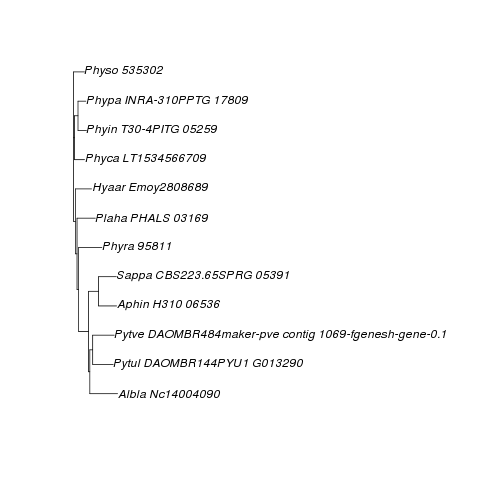 Physo 535302
Phypa INRA-310PPTG 17809
Phyin T30-4PITG 05259
Phyca LT1534566709
Hyaar Emoy2808689
Plaha PHALS 03169
Phyra 95811
Sappa CBS223.65SPRG 05391
Aphin H310 06536
Pytve DAOMBR484maker-pve contig 1069-fgenesh-gene-0.1
Pytul DAOMBR144PYU1 G013290
Albla Nc14004090